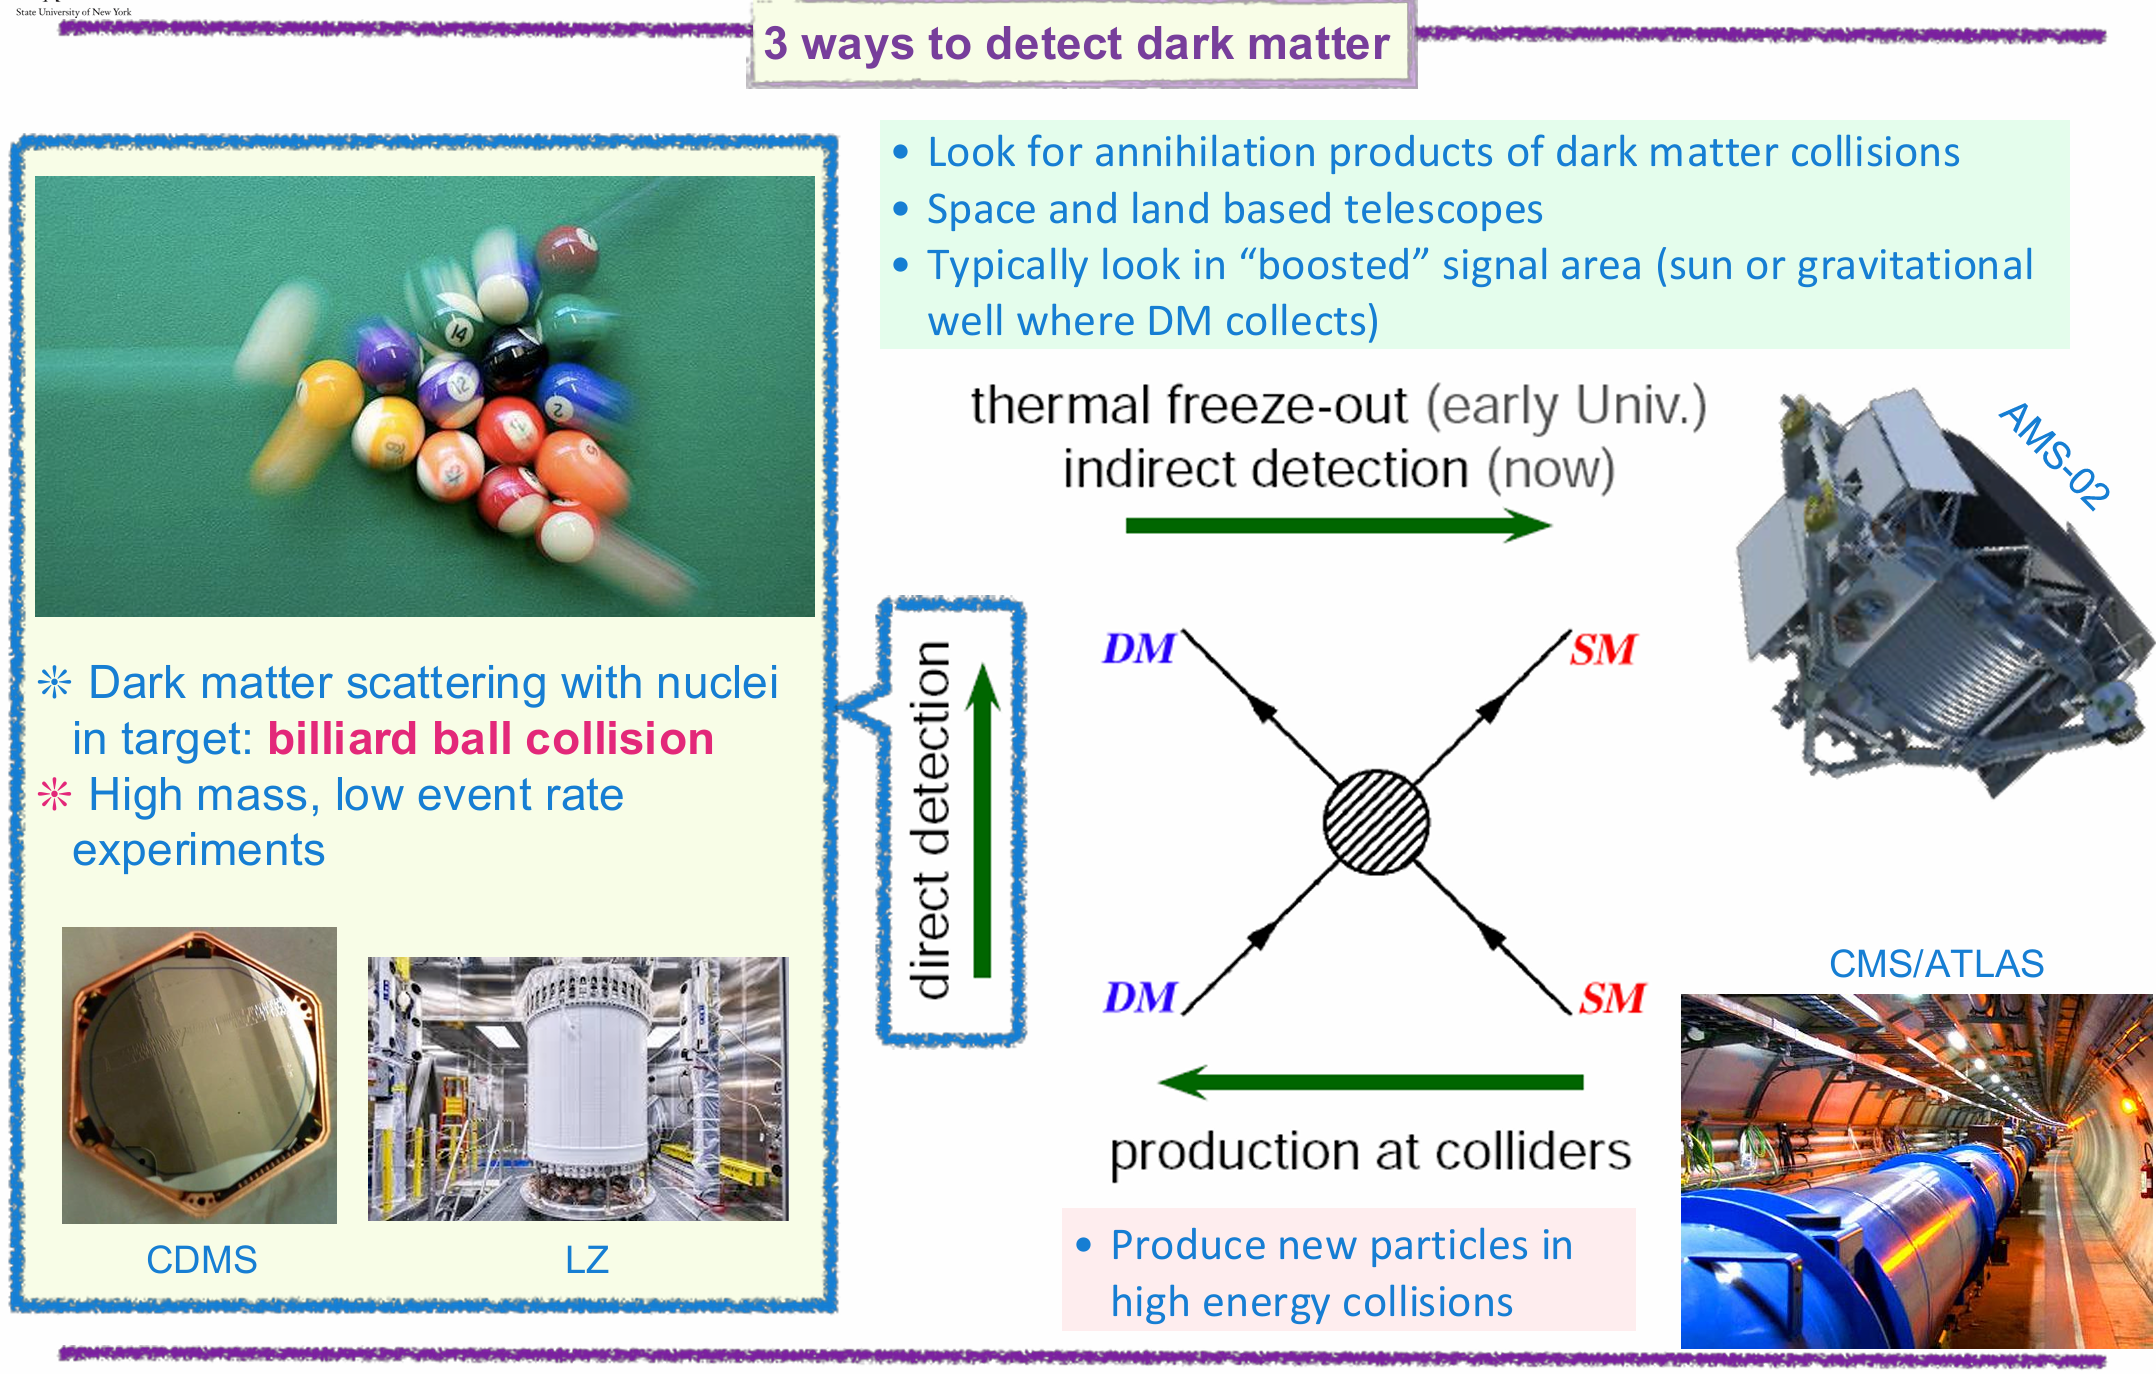 State University of New York
3 ways to detect dark matter
• Look for annihilation products of dark matter collisions
• Space and land based telescopes
• Typically look in “boosted” signal area (sun or gravitational
well where DM collects)
thermal freeze-out (early Univ.)
indirect detection (now)
AMS-02
14
12
2
❊ Dark matter scattering with nuclei
in target: billiard ball collision
❊ High mass, low event rate
experiments
CDMS
LZ
direct detection
DM
SM
DM
SM
production at colliders
• Produce new particles in
high energy collisions
CMS/ATLAS